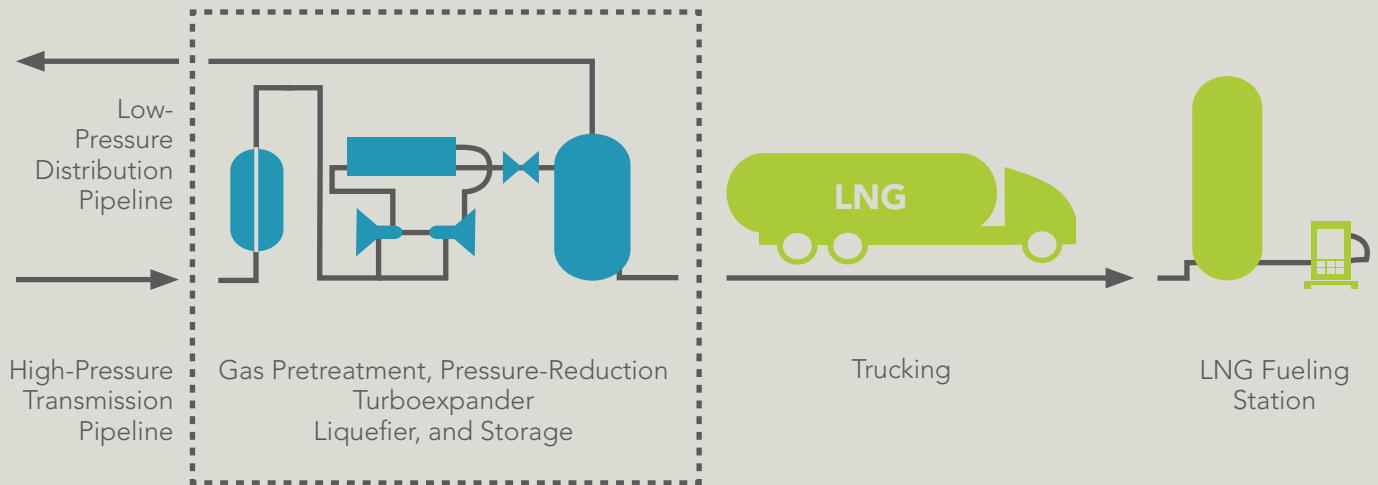 Low-
Pressure
Distribution
Pipeline
LNG
High-Pressure
Transmission
Pipeline
Gas Pretreatment, Pressure-Reduction
Turboexpander
Liquefier, and Storage
Trucking
LNG Fueling
Station